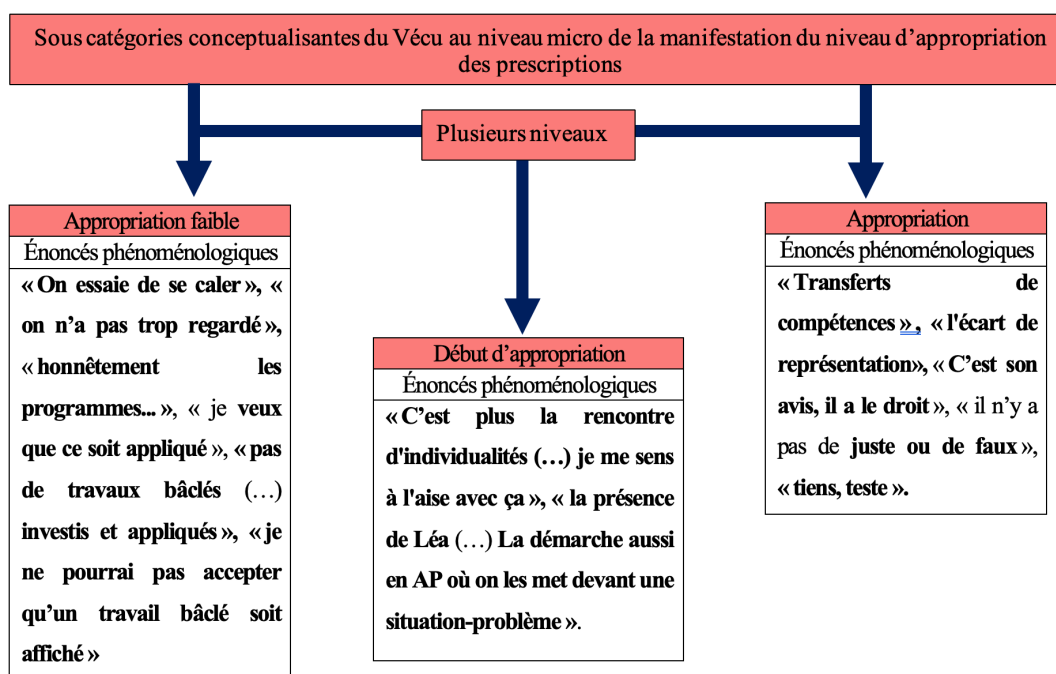 Sous catégories conceptualisantes du Vécu au niveau micro de la manifestation du niveau d'appropriation
des prescriptions
Plusieurs niveaux
Appropriation faible
Énoncés phénoménologiques
« On essaie de se caler », «
on n'a pas trop regardé »,
« honnêtement les
programmes... », « je veux
que ce soit appliqué », « pas
de travaux bâclés (…)
investis et appliqués », « je
ne pourrai pas accepter
qu'un travail bâclé soit
affiché »
Début d'appropriation
Énoncés phénoménologiques
« C'est plus la rencontre
d'individualités (…) je me sens
à l'aise avec ça », « la présence
de Léa (…) La démarche aussi
en AP où on les met devant une
situation-problème ».
Appropriation
Énoncés phénoménologiques
« Transferts de
compétences », « l'écart de
représentation», « C'est son
avis, il a le droit », « il n'y a
pas de juste ou de faux »,
« tiens, teste ».